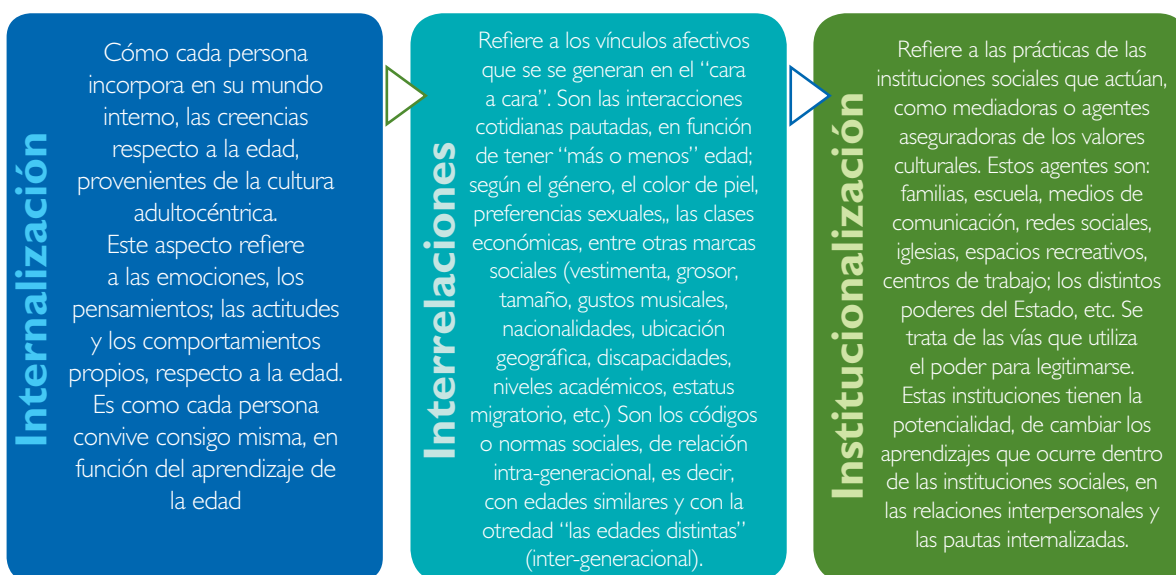 Internalización
Cómo cada persona
incorpora en su mundo
interno, las creencias
respecto a la edad,
provenientes de la cultura
adultocéntrica.
Este aspecto refiere
a las emociones, los
pensamientos; las actitudes
y los comportamientos
propios, respecto a la edad.
Es como cada persona
convive consigo misma, en
función del aprendizaje de
la edad
Interrelaciones
Refiere a los vínculos afectivos
que se se generan en el “cara
a cara”. Son las interacciones
cotidianas pautadas, en función
de tener “más o menos” edad;
según el género, el color de piel,
preferencias sexuales,, las clases
económicas, entre otras marcas
sociales (vestimenta, grosor,
tamaño, gustos musicales,
nacionalidades, ubicación
geográfica, discapacidades,
niveles académicos, estatus
migratorio, etc.) Son los códigos
o normas sociales, de relación
intra-generacional, es decir,
con edades similares y con la
otredad “las edades distintas”
(inter-generacional).
Institucionalización
Refiere a las prácticas de las
instituciones sociales que actúan,
como mediadoras o agentes
aseguradoras de los valores
culturales. Estos agentes son:
familias, escuela, medios de
comunicación, redes sociales,
iglesias, espacios recreativos,
centros de trabajo; los distintos
poderes del Estado, etc. Se
trata de las vías que utiliza
el poder para legitimarse.
Estas instituciones tienen la
potencialidad, de cambiar los
aprendizajes que ocurre dentro
de las instituciones sociales, en
las relaciones interpersonales y
las pautas internalizadas.